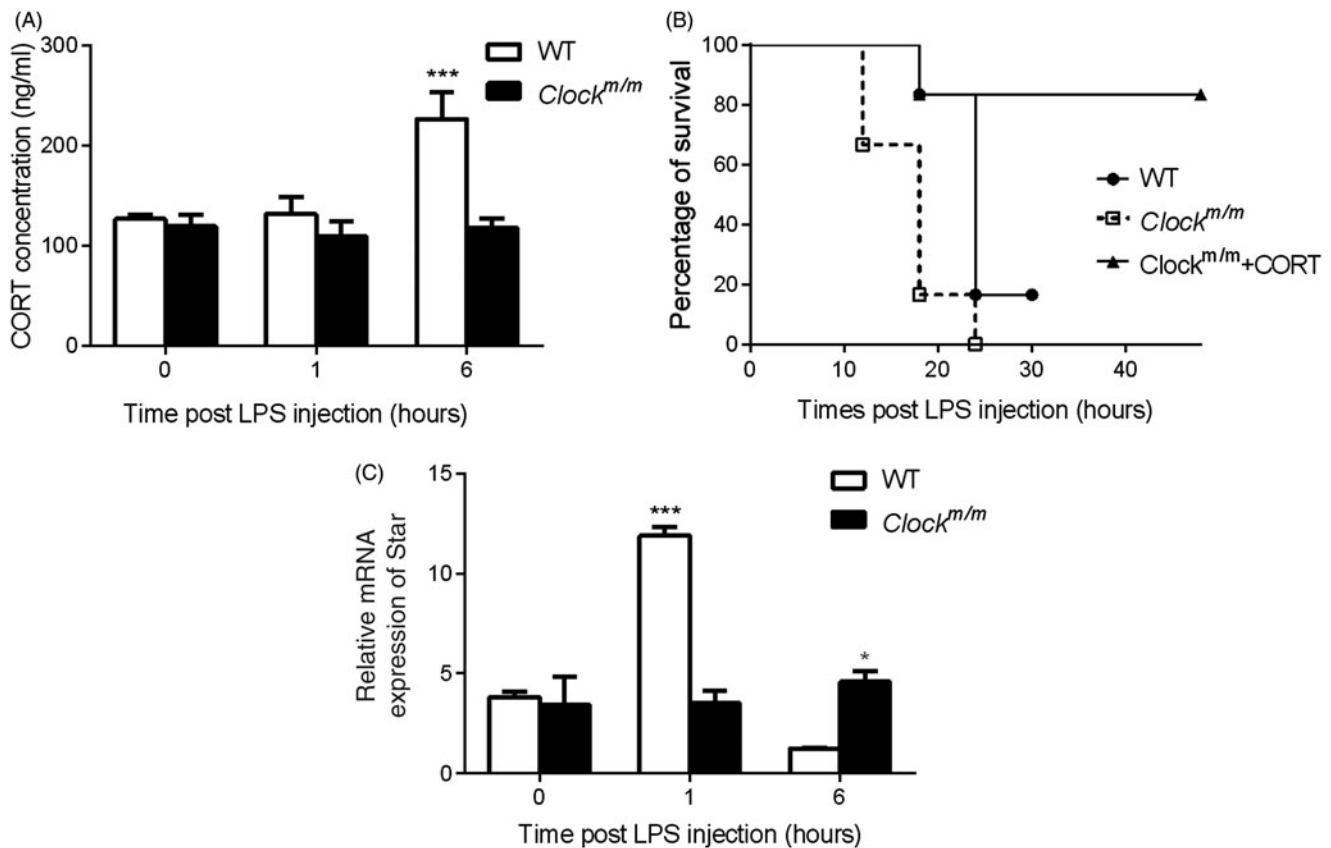 (A)
300
200
100
0
CORT concentration (ng/ml)
***
WT
Clock^m/m
0 1 6
Time post LPS injection (hours)
(B)
100
80
60
40
20
0
Percentage of survival
WT
Clock^m/m
Clock^m/m+CORT
0 10 20 30 40
Times post LPS injection (hours)
(C)
15
10
5
0
Relative mRNA
expression of Star
***
*
WT
Clock^m/m
0 1 6
Time post LPS injection (hours)